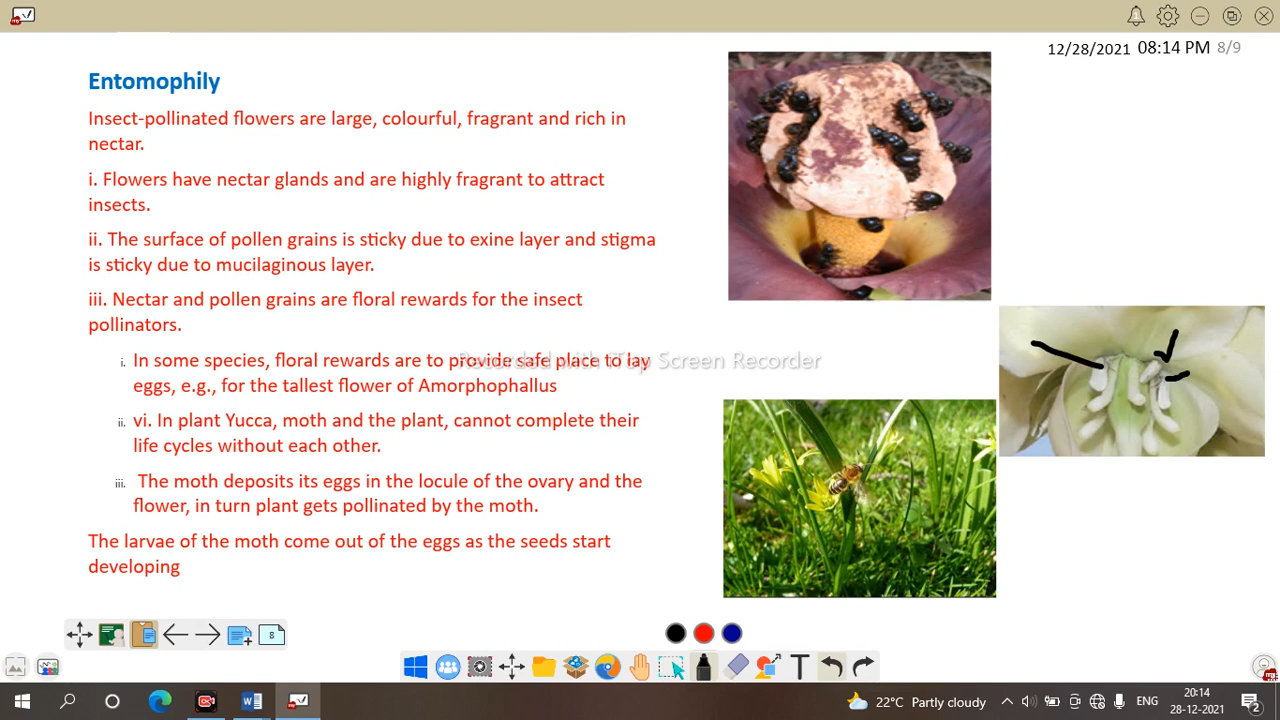 12/28/2021 08:14 PM 8/9
Entomophily
Insect-pollinated flowers are large, colourful, fragrant and rich in
nectar.
i. Flowers have nectar glands and are highly fragrant to attract
insects.
ii. The surface of pollen grains is sticky due to exine layer and stigma
is sticky due to mucilaginous layer.
iii. Nectar and pollen grains are floral rewards for the insect
pollinators.
i. In some species, floral rewards are to provide safe place to lay
Recorded with iTop Screen Recorder
eggs, e.g., for the tallest flower of Amorphophallus
ii. vi. In plant Yucca, moth and the plant, cannot complete their
life cycles without each other.
iii. The moth deposits its eggs in the locule of the ovary and the
flower, in turn plant gets pollinated by the moth.
The larvae of the moth come out of the eggs as the seeds start
developing
8
T
22°C Partly cloudy ENG 20:14
28-12-2021 2